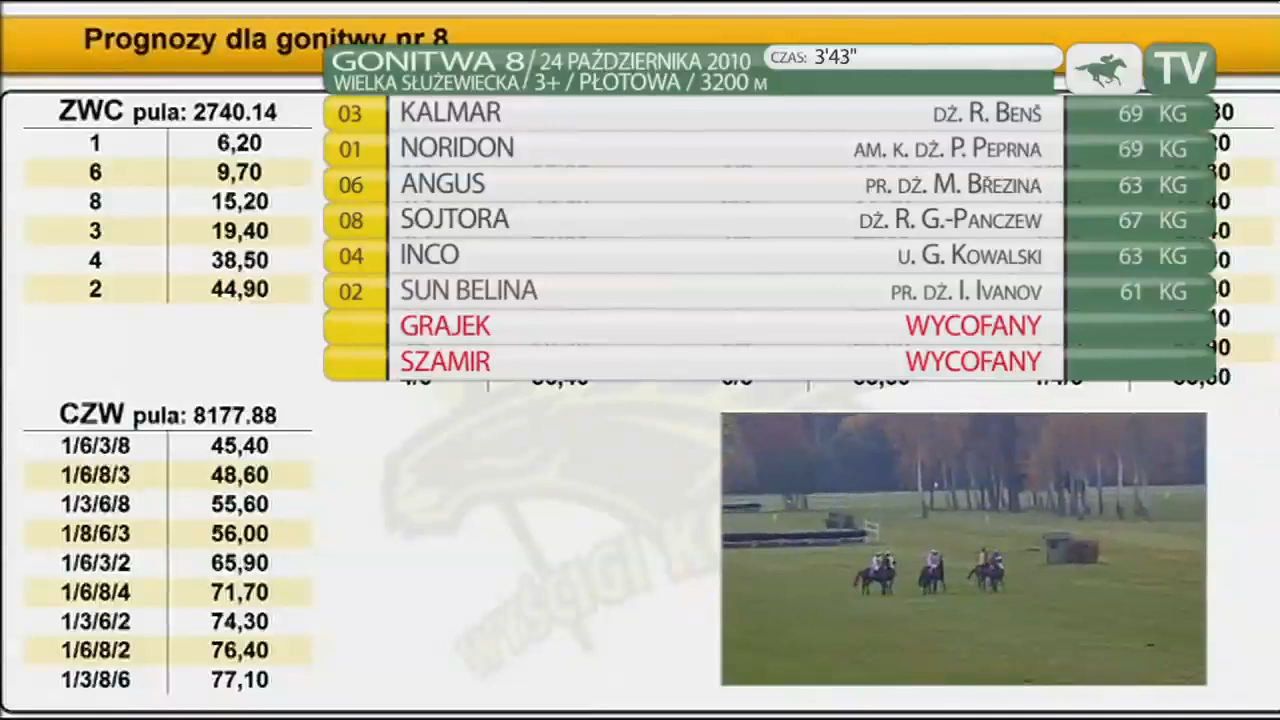 Prognozy dla gonitwy nr 8
GONITWA 8 / 24 PAŹDZIERNIKA 2010
CZAS: 3'43"
TV
WIELKA SŁUŻEWIECKA / 3+ / PŁOTOWA / 3200 M
ZWC pula: 2740.14
1 6,20
6 9,70
8 15,20
3 19,40
4 38,50
2 44,90
03 KALMAR DŻ. R. BENŠ 69 KG
01 NORIDON AM. K. DŻ. P. PEPRNA 69 KG
06 ANGUS PR. DŻ. M. BŘEZINA 63 KG
08 SOJTORA DŻ. R. G.-PANCZEW 67 KG
04 INCO U. G. KOWALSKI 63 KG
02 SUN BELINA PR. DŻ. I. IVANOV 61 KG
GRAJEK WYCOFANY
SZAMIR WYCOFANY
CZW pula: 8177.88
1/6/3/8 45,40
1/6/8/3 48,60
1/3/6/8 55,60
1/8/6/3 56,00
1/6/3/2 65,90
1/6/8/4 71,70
1/3/6/2 74,30
1/6/8/2 76,40
1/3/8/6 77,10